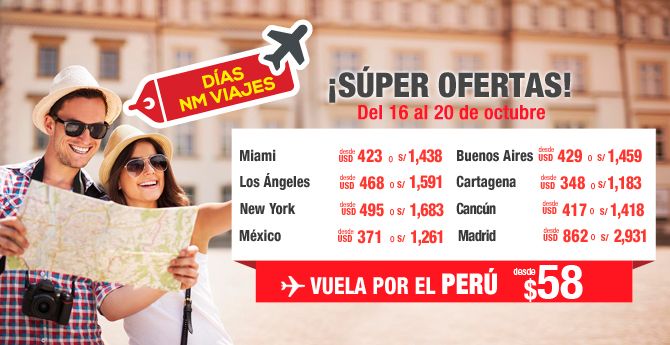 DÍAS
NM VIAJES
¡SÚPER OFERTAS!
Del 16 al 20 de octubre
Miami desde USD 423 o S/ 1,438
Los Ángeles desde USD 468 o S/ 1,591
New York desde USD 495 o S/ 1,683
México desde USD 371 o S/ 1,261
Buenos Aires desde USD 429 o S/ 1,459
Cartagena desde USD 348 o S/ 1,183
Cancún desde USD 417 o S/ 1,418
Madrid desde USD 862 o S/ 2,931
VUELA POR EL PERÚ desde $58